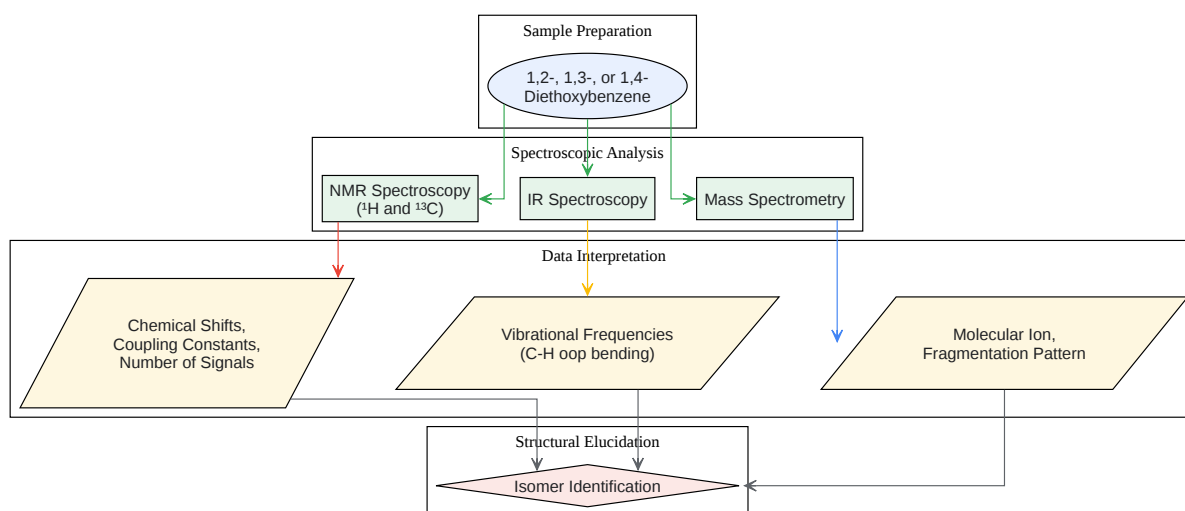 Sample Preparation
1,2-, 1,3-, or 1,4-
Diethoxybenzene
Spectroscopic Analysis
NMR Spectroscopy
(¹H and ¹³C)
IR Spectroscopy
Mass Spectrometry
Data Interpretation
Chemical Shifts,
Coupling Constants,
Number of Signals
Vibrational Frequencies
(C-H oop bending)
Molecular Ion,
Fragmentation Pattern
Structural Elucidation
Isomer Identification